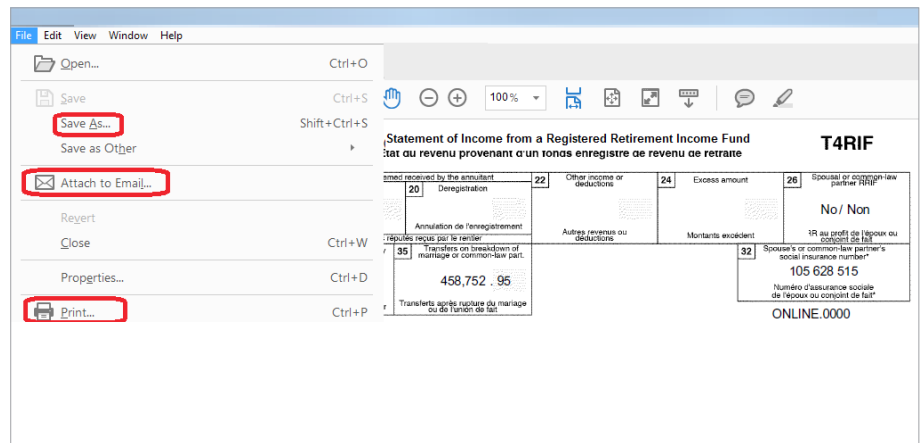 File Edit View Window Help
Open... Ctrl+O
Save Ctrl+S
Save As... Shift+Ctrl+S
Save as Other
Attach to Email...
Revert
Close Ctrl+W
Properties... Ctrl+D
Print... Ctrl+P
100%
Statement of Income from a Registered Retirement Income Fund
État du revenu provenant d'un fonds enregistré de revenu de retraite
T4RIF
received by the annuitant
20 Deregistration
Annulation de l'enregistrement
réputés reçus par le rentier
22 Other income or
deductions
Autres revenus ou
déductions
24 Excess amount
Montants excédent
26 Spousal or common-law
partner RRIF
No / Non
au profit de l'époux ou
conjoint de fait
35 Transfers on breakdown of
marriage or common-law part.
458,752 . 95
Transferts après rupture du mariage
ou de l'union de fait
32 Spouse's or common-law partner's
social insurance number*
105 628 515
Numéro d'assurance sociale
de l'époux ou conjoint de fait*
ONLINE.0000